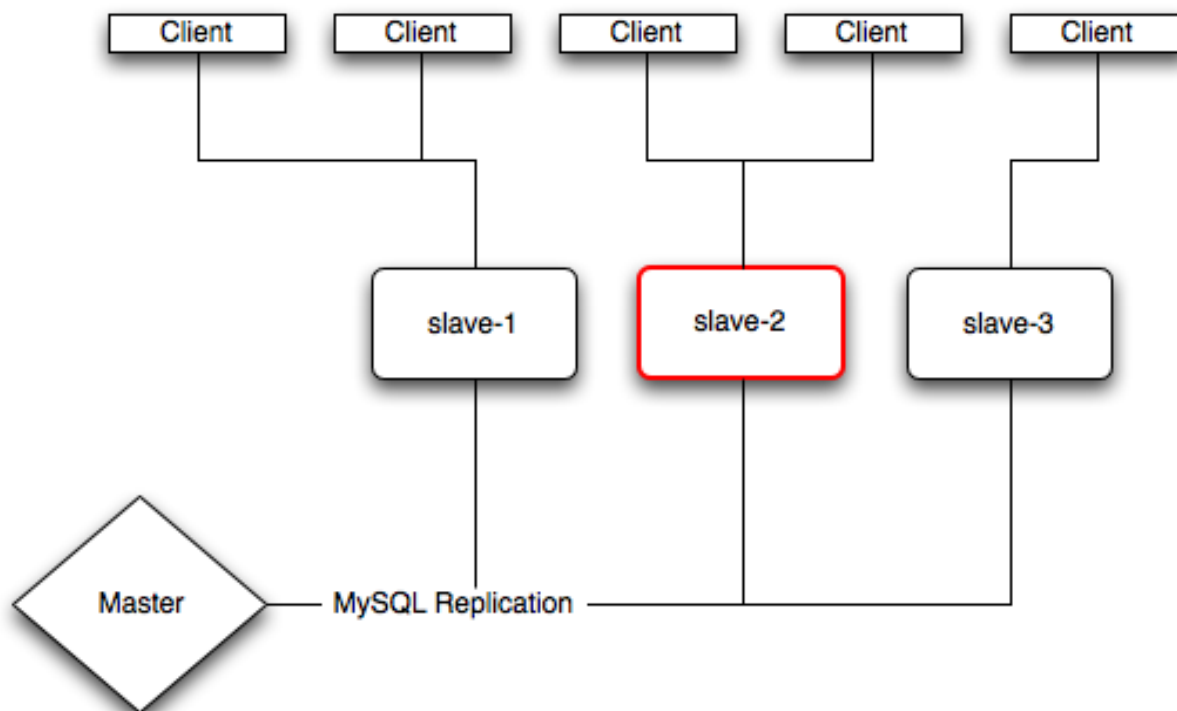 Client
Client
Client
Client
Client
slave-1
slave-2
slave-3
Master
MySQL Replication